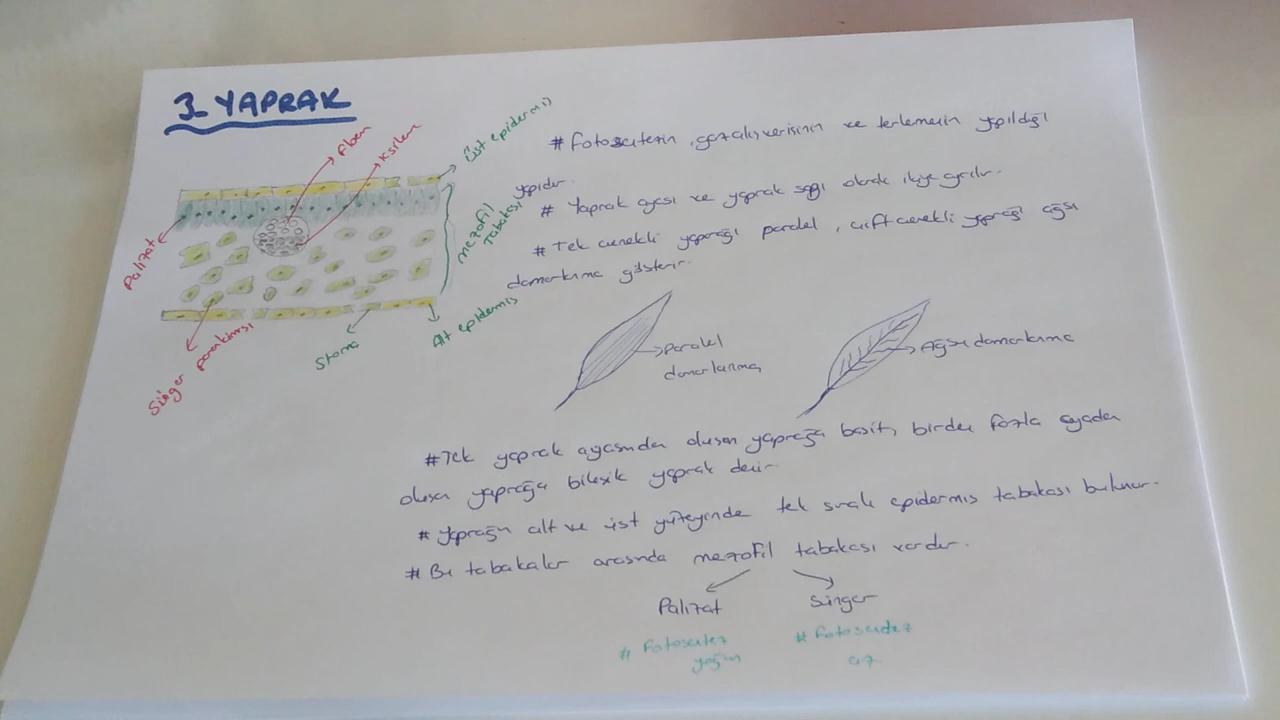 3- YAPRAK
Floem
Ksilem
Üst epidermis
mezofil
tabakası
Palizat
Sünger parankiması
Stoma
Alt epidermis
# Fotosentezin, gaz alışverişinin ve terlemenin yapıldığı
yapıdır.
# Yaprak ayası ve yaprak sapı olarak ikiye ayrılır.
# Tek çenekli yaprağı paralel, çift çenekli yaprağı ağsı
damarlanma gösterir.
Paralel
damarlanma
Ağsı damarlanma
# Tek yaprak ayasından oluşan yaprağa basit, birden fazla ayadan
oluşan yaprağa bileşik yaprak denir.
# Yaprağın alt ve üst yüzeyinde tek sıralı epidermis tabakası bulunur.
# Bu tabakalar arasında mezofil tabakası vardır.
Palizat
Sünger
# Fotosentez
yoğun
# Fotosentez
az